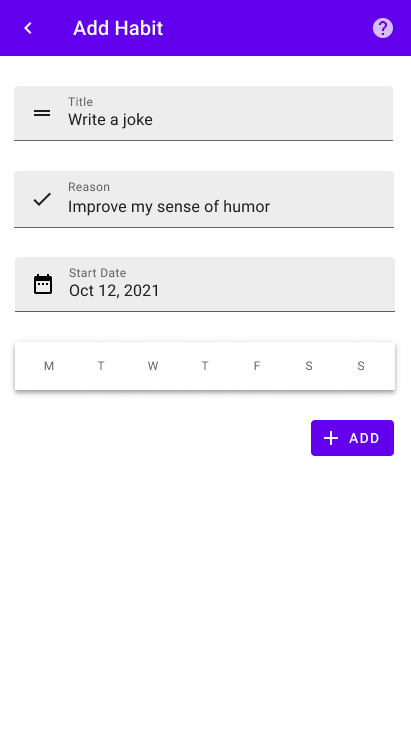 Add Habit
Title
Write a joke
Reason
Improve my sense of humor
Start Date
Oct 12, 2021
M T W T F S S
ADD